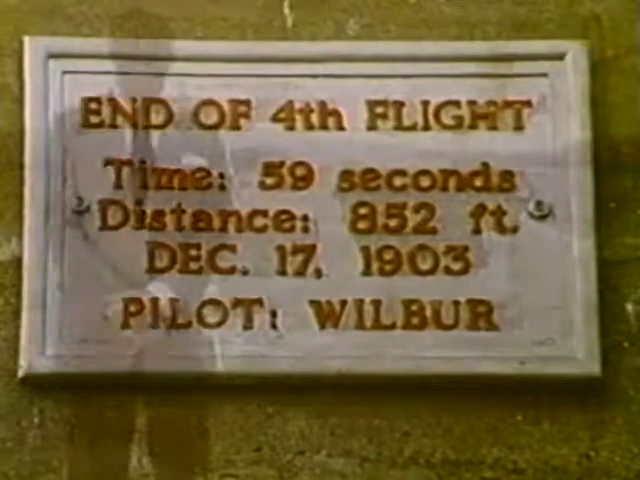 END OF 4th FLIGHT
Time: 59 seconds
Distance: 852 ft.
DEC. 17, 1903
PILOT: WILBUR